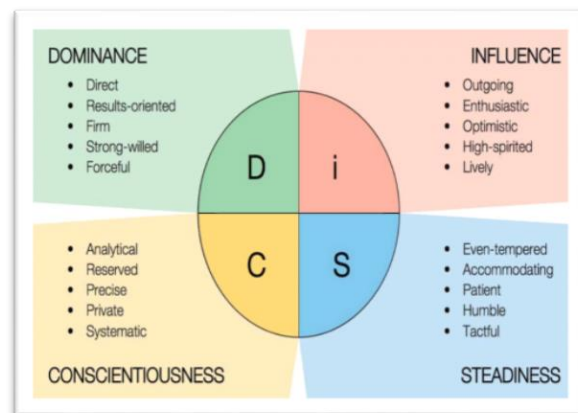 DOMINANCE
• Direct
• Results-oriented
• Firm
• Strong-willed
• Forceful
INFLUENCE
• Outgoing
• Enthusiastic
• Optimistic
• High-spirited
• Lively
D
i
C
S
• Analytical
• Reserved
• Precise
• Private
• Systematic
CONSCIENTIOUSNESS
• Even-tempered
• Accommodating
• Patient
• Humble
• Tactful
STEADINESS